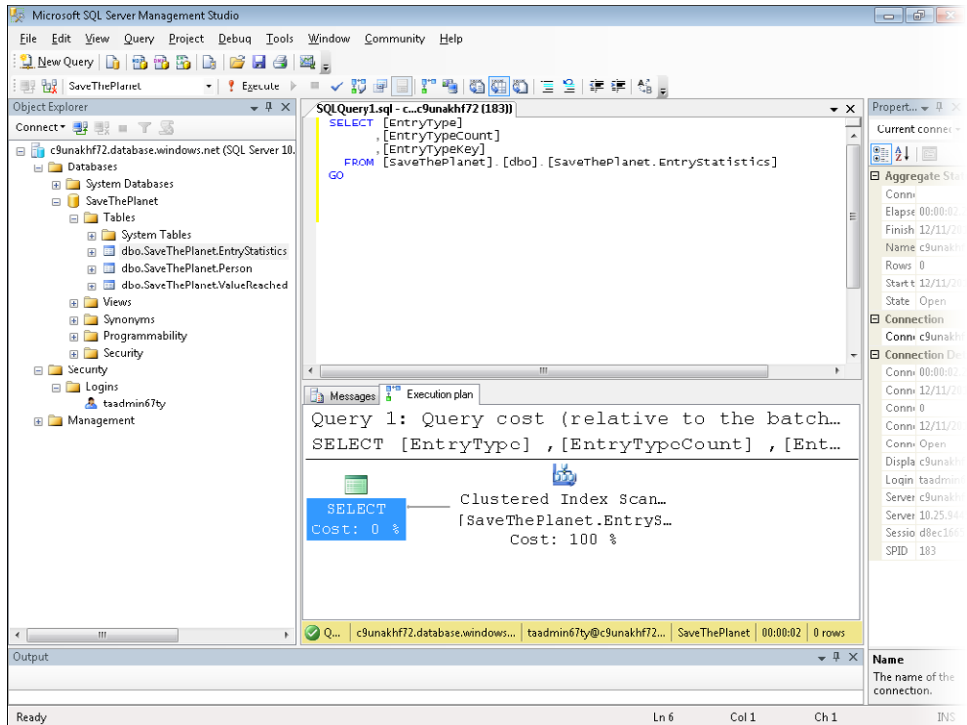 Microsoft SQL Server Management Studio
File Edit View Query Project Debug Tools Window Community Help
New Query
SaveThePlanet Execute
Object Explorer
Connect
c9unakhf72.database.windows.net (SQL Server 10.
Databases
System Databases
SaveThePlanet
Tables
System Tables
dbo.SaveThePlanet.EntryStatistics
dbo.SaveThePlanet.Person
dbo.SaveThePlanet.ValueReached
Views
Synonyms
Programmability
Security
Security
Logins
taadmin67ty
Management
SQLQuery1.sql - c...c9unakhf72 (183))
SELECT [EntryType]
,[EntryTypeCount]
,[EntryTypeKey]
FROM [SaveThePlanet].[dbo].[SaveThePlanet.EntryStatistics]
GO
Messages Execution plan
Query 1: Query cost (relative to the batch…
SELECT [EntryType] ,[EntryTypeCount] ,[Ent…
SELECT
Cost: 0 %
Clustered Index Scan…
[SaveThePlanet.EntryS…
Cost: 100 %
Q... c9unakhf72.database.windows... taadmin67ty@c9unakhf72... SaveThePlanet 00:00:02 0 rows
Propert...
Current connec
Aggregate Sta
Conn
Elapse 00:00:02.
Finish 12/11/20
Name c9unakh
Rows 0
Start t 12/11/20
State Open
Connection
Conn c9unakh
Connection De
Conn 00:00:02.
Conn 12/11/20
Conn 0
Conn 12/11/20
Conn Open
Displa c9unakh
Login taadmin
Server c9unakh
Server 10.25.944
Sessio d8ec1665
SPID 183
Name
The name of the
connection.
Output
Ready Ln 6 Col 1 Ch 1 INS